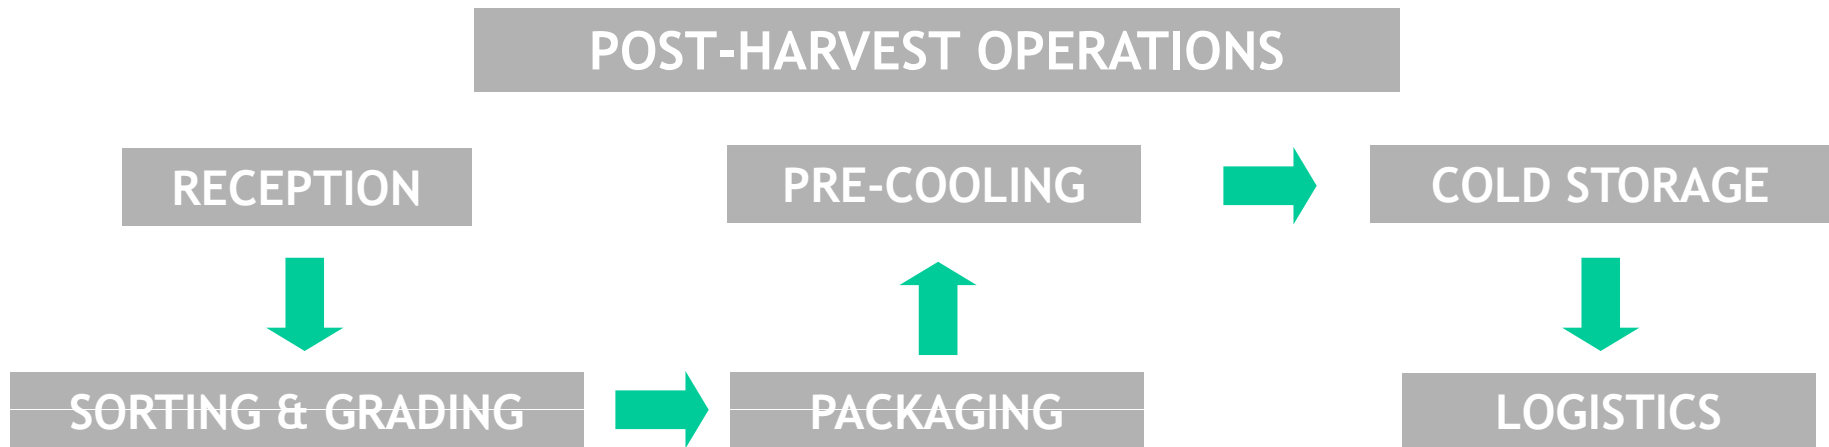 POST-HARVEST OPERATIONS
RECEPTION
PRE-COOLING
COLD STORAGE
SORTING & GRADING
PACKAGING
LOGISTICS